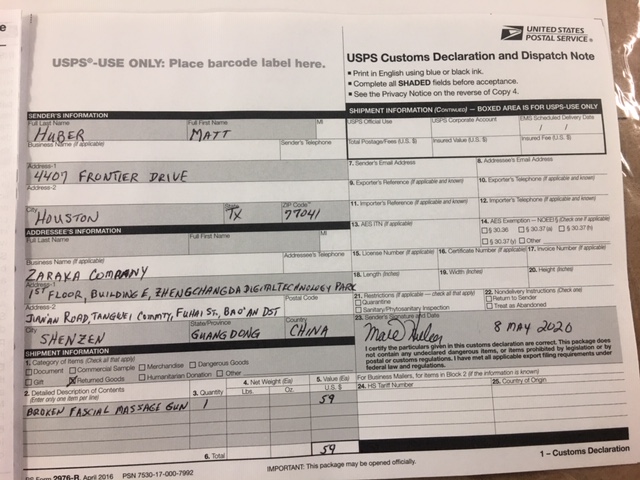 e
UNITED STATES
POSTAL SERVICE®
USPS®-USE ONLY: Place barcode label here.
USPS Customs Declaration and Dispatch Note
■ Print in English using blue or black ink.
■ Complete all SHADED fields before acceptance.
■ See the Privacy Notice on the reverse of Copy 4.
SENDER'S INFORMATION
Full Last Name Full First Name MI
HUBER MATT
Business Name (if applicable) Sender's Telephone
Address-1
4407 FRONTIER DRIVE
Address-2
City State ZIP Code™
HOUSTON TX 77041
ADDRESSEE'S INFORMATION
Full Last Name Full First Name MI
Business Name (if applicable) Addressee's Telephone
ZARAKA COMPANY
Address-1
1ST FLOOR, BUILDING E, ZHENGCHANGDA DIGITALTECHNOLOGY PARK
Address-2 Postal Code
ROAD, TANGWEI COMMTY, FUHAI ST, BAO'AN DST
City State/Province Country
SHENZEN GUANGDONG CHINA
SHIPMENT INFORMATION
1. Category of Items (Check all that apply)
Document Commercial Sample Merchandise Dangerous Goods
Gift X Returned Goods Humanitarian Donation Other
2. Detailed Description of Contents
(Enter only one item per line)
3. Quantity 4. Net Weight (Ea) Lbs. Oz. 5. Value (Ea) U.S. $
BROKEN FASCIAL MASSAGE GUN 1 59
6. Total 59
SHIPMENT INFORMATION (CONTINUED) — BOXED AREA IS FOR USPS-USE ONLY
USPS Official Use USPS Corporate Account EMS Scheduled Delivery Date
/ /
Total Postage/Fees (U.S. $) Insured Value (U.S. $) Insured Fee (U.S. $)
7. Sender's Email Address 8. Addressee's Email Address
9. Exporter's Reference (if applicable and known) 10. Exporter's Telephone (if applicable and known)
11. Importer's Reference (if applicable and known) 12. Importer's Telephone (if applicable and known)
13. AES ITN (if applicable) 14. AES Exemption — NOEEI § (Check one if applicable)
§ 30.36 § 30.37 (a) § 30.37 (h)
§ 30.37 (y) Other
15. License Number (if applicable) 16. Certificate Number (if applicable) 17. Invoice Number (if applicable)
18. Length (Inches) 19. Width (Inches) 20. Height (Inches)
21. Restrictions (if applicable — check all that apply)
Quarantine
Sanitary/Phytosanitary Inspection
22. Nondelivery Instructions (Check one)
Return to Sender
Treat as Abandoned
23. Sender's Signature and Date
8 MAY 2020
I certify the particulars given in this customs declaration are correct. This package does
not contain any undeclared dangerous items, or items prohibited by legislation or by
postal or customs regulations. I have met all applicable export filing requirements under
federal law and regulations.
For Business Mailers, for items in Block 2 (if the information is known)
24. HS Tariff Number 25. Country of Origin
PS Form 2976-R, April 2016 PSN 7530-17-000-7992
IMPORTANT: This package may be opened officially.
1 – Customs Declaration